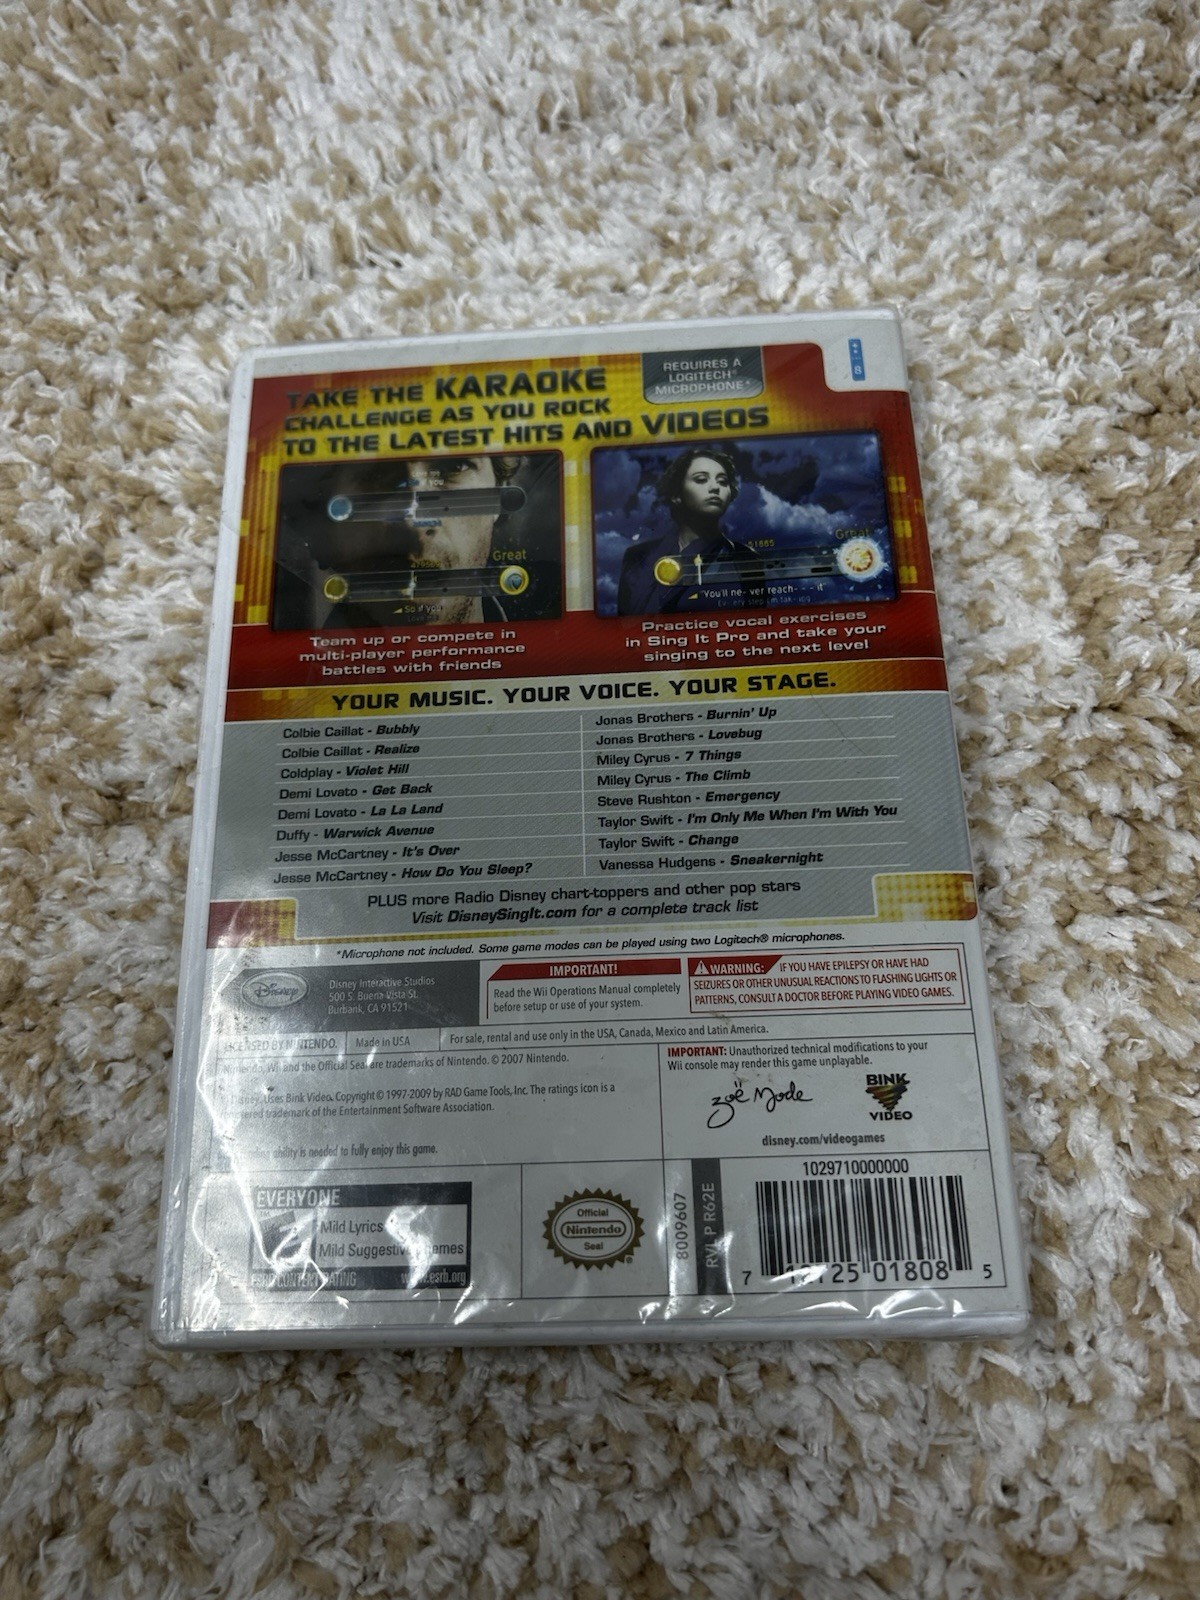 REQUIRES A
LOGITECH®
MICROPHONE*
TAKE THE KARAOKE
CHALLENGE AS YOU ROCK
TO THE LATEST HITS AND VIDEOS
Great
So if you
51885
Great
You'll ne- ver reach- - - it
Team up or compete in
multi-player performance
battles with friends
Practice vocal exercises
in Sing It Pro and take your
singing to the next level
YOUR MUSIC. YOUR VOICE. YOUR STAGE.
Colbie Caillat - Bubbly
Colbie Caillat - Realize
Coldplay - Violet Hill
Demi Lovato - Get Back
Demi Lovato - La La Land
Duffy - Warwick Avenue
Jesse McCartney - It's Over
Jesse McCartney - How Do You Sleep?
Jonas Brothers - Burnin' Up
Jonas Brothers - Lovebug
Miley Cyrus - 7 Things
Miley Cyrus - The Climb
Steve Rushton - Emergency
Taylor Swift - I'm Only Me When I'm With You
Taylor Swift - Change
Vanessa Hudgens - Sneakernight
PLUS more Radio Disney chart-toppers and other pop stars
Visit DisneySingIt.com for a complete track list
*Microphone not included. Some game modes can be played using two Logitech® microphones.
Disney
Disney Interactive Studios
500 S. Buena Vista St.
Burbank, CA 91521
IMPORTANT!
Read the Wii Operations Manual completely
before setup or use of your system.
WARNING: IF YOU HAVE EPILEPSY OR HAVE HAD
SEIZURES OR OTHER UNUSUAL REACTIONS TO FLASHING LIGHTS OR
PATTERNS, CONSULT A DOCTOR BEFORE PLAYING VIDEO GAMES.
LICENSED BY NINTENDO.
Made in USA
For sale, rental and use only in the USA, Canada, Mexico and Latin America.
Nintendo, Wii and the Official Seal are trademarks of Nintendo. © 2007 Nintendo.
Disney. Uses Bink Video. Copyright © 1997-2009 by RAD Game Tools, Inc. The ratings icon is a
registered trademark of the Entertainment Software Association.
ability is needed to fully enjoy this game.
IMPORTANT: Unauthorized technical modifications to your
Wii console may render this game unplayable.
zoë mode
BINK
VIDEO
disney.com/videogames
EVERYONE
Mild Lyrics
Mild Suggestive Themes
ESRB CONTENT RATING www.esrb.org
Official
Nintendo
Seal
8009607
RVL P R62E
1029710000000
7 12725 01808 5